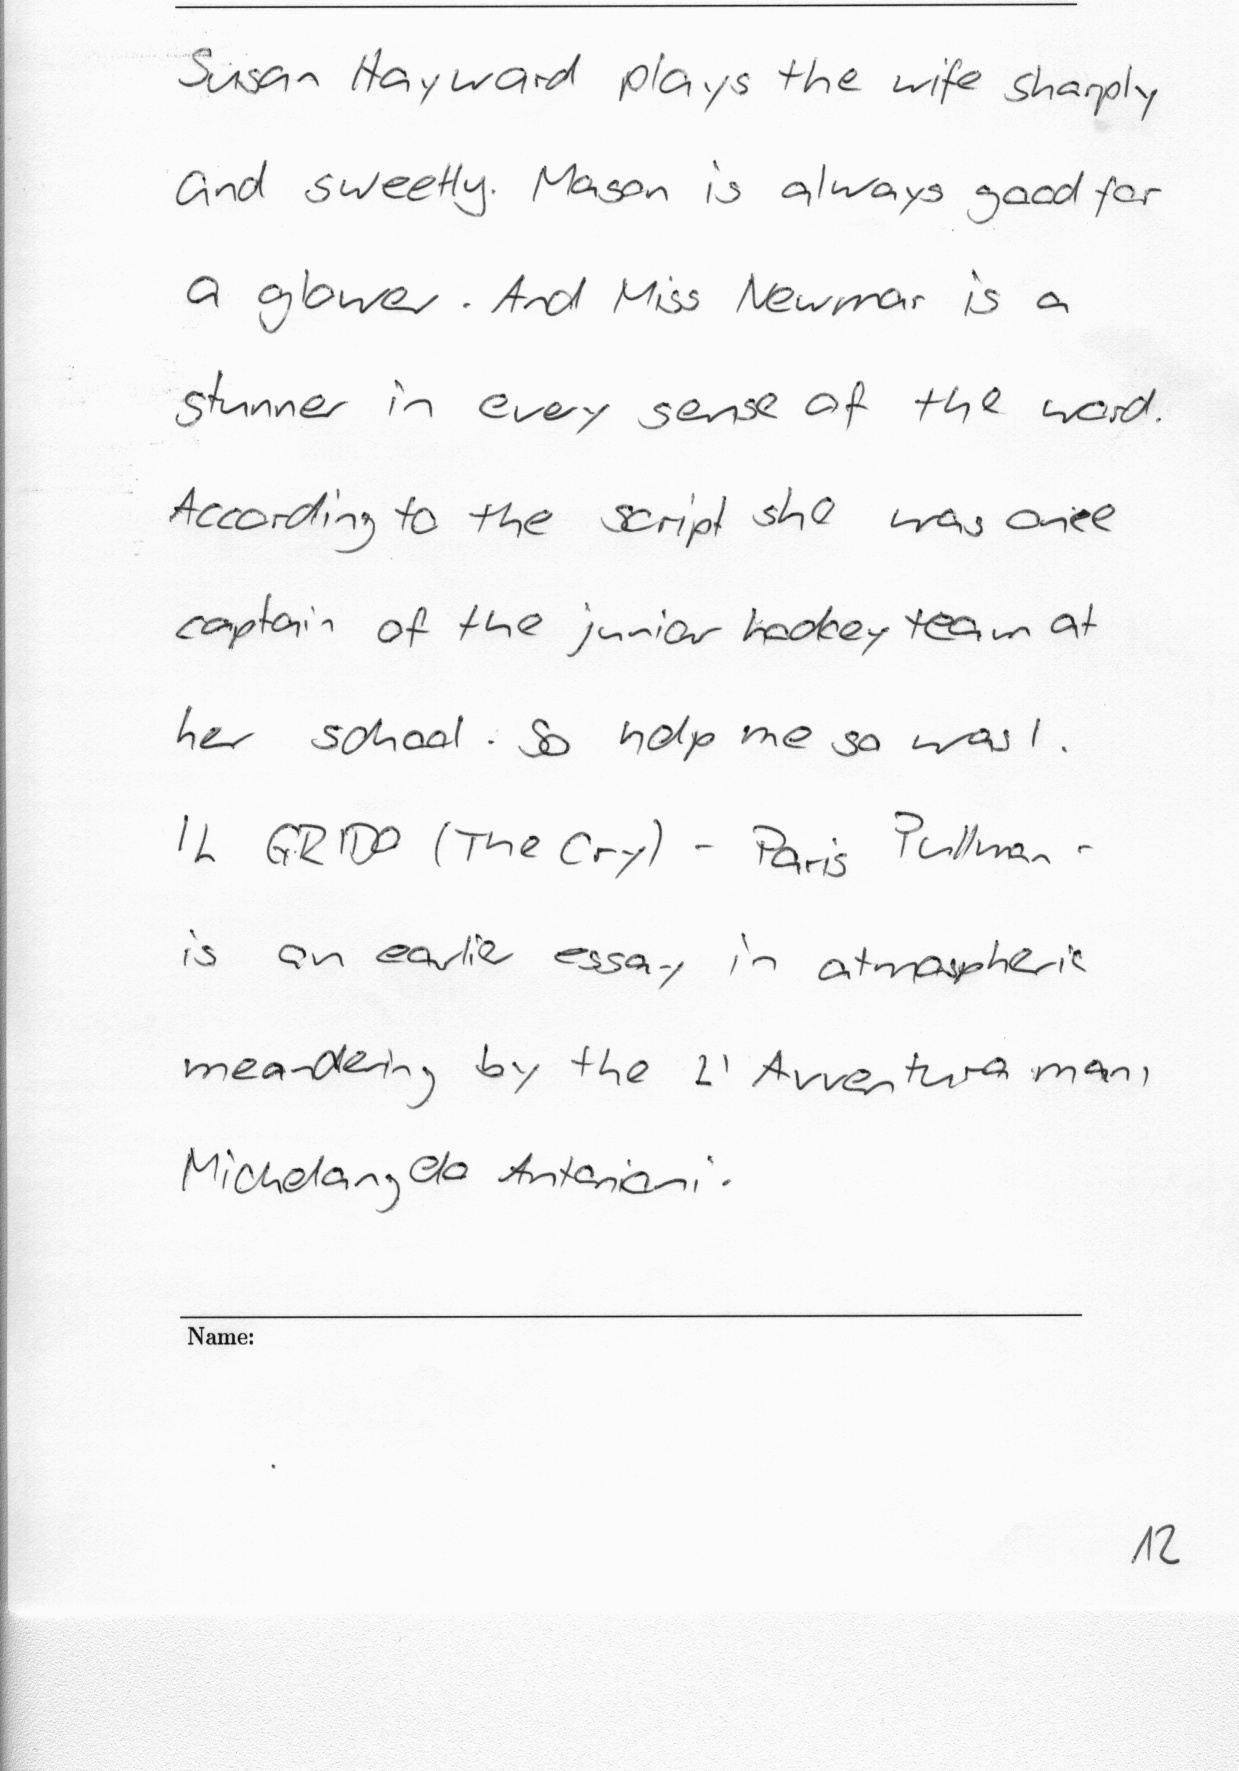 Susan Hayward plays the wife sharply
and sweetly. Mason is always good for
a glower. And Miss Newmar is a
stunner in every sense of the word.
According to the script she was once
captain of the junior hockey team at
her school. So help me so was I.
IL GRIDO (The Cry) - Paris Pullman -
is an earlie essay in atmospheric
meandering by the L'Avventura man,
Michelangelo Antonioni.
Name:
12